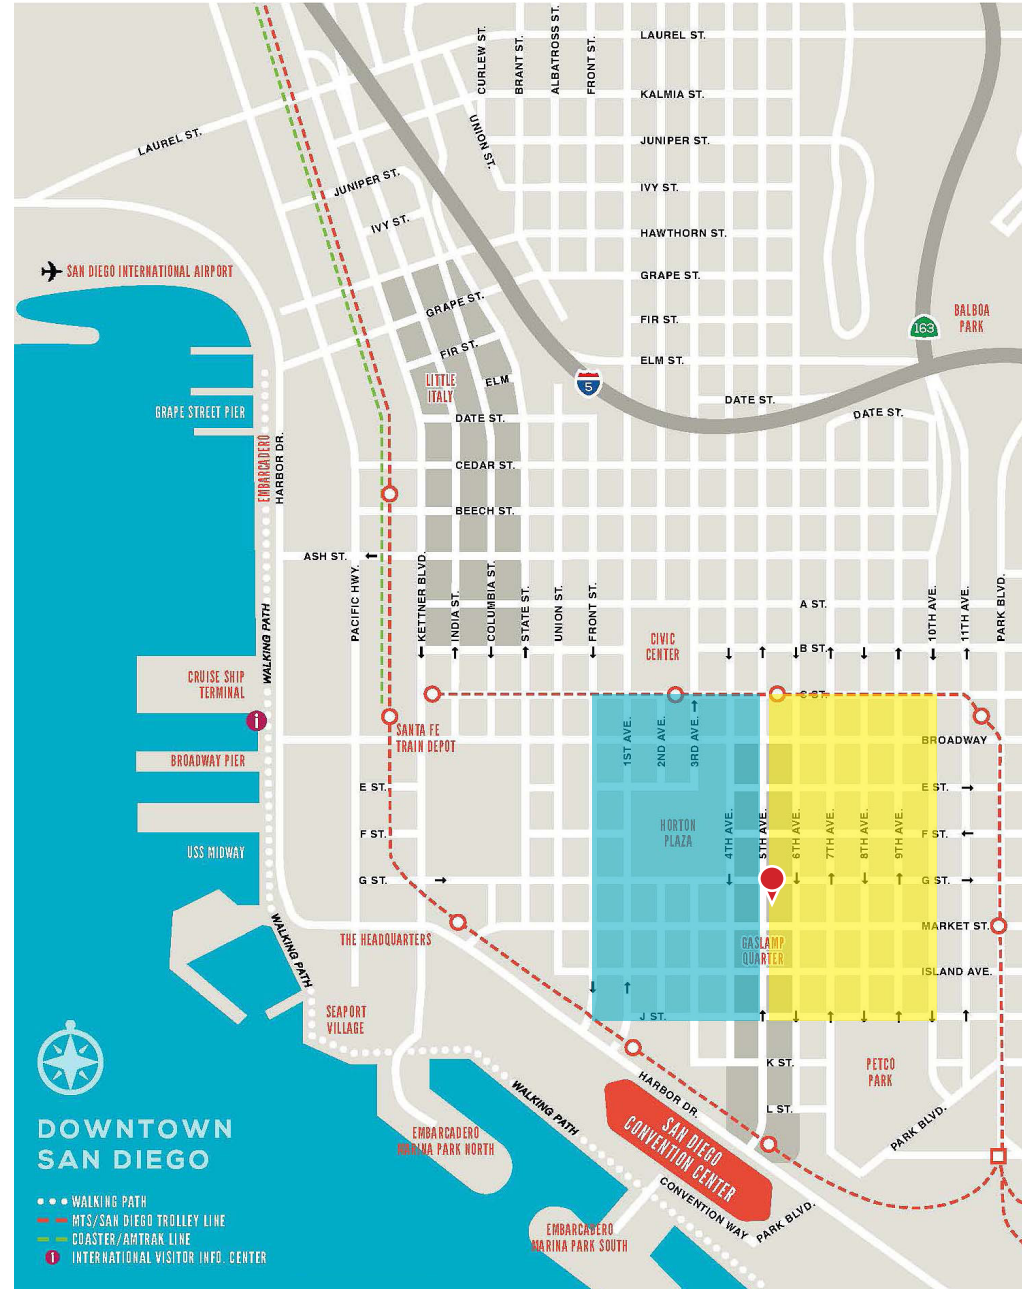 CURLEW ST.
BRANT ST.
ALBATROSS ST.
FRONT ST.
LAUREL ST.
KALMIA ST.
UNION ST.
LAUREL ST.
JUNIPER ST.
JUNIPER ST.
IVY ST.
IVY ST.
HAWTHORN ST.
SAN DIEGO INTERNATIONAL AIRPORT
GRAPE ST.
GRAPE ST.
FIR ST.
163
BALBOA
PARK
FIR ST.
ELM ST.
LITTLE
ITALY
ELM
5
DATE ST.
DATE ST.
GRAPE STREET PIER
DATE ST.
EMBARCADERO
HARBOR DR.
CEDAR ST.
BEECH ST.
ASH ST.
PACIFIC HWY.
KETTNER BLVD.
INDIA ST.
COLUMBIA ST.
STATE ST.
UNION ST.
FRONT ST.
A ST.
10TH AVE.
11TH AVE.
PARK BLVD.
WALKING PATH
CIVIC
CENTER
B ST.
CRUISE SHIP
TERMINAL
C ST.
i
SANTA FE
TRAIN DEPOT
1ST AVE.
2ND AVE.
3RD AVE.
BROADWAY
BROADWAY PIER
E ST.
E ST.
HORTON
PLAZA
4TH AVE.
5TH AVE.
6TH AVE.
7TH AVE.
8TH AVE.
9TH AVE.
F ST.
F ST.
USS MIDWAY
G ST.
G ST.
MARKET ST.
THE HEADQUARTERS
WALKING PATH
GASLAMP
QUARTER
ISLAND AVE.
SEAPORT
VILLAGE
J ST.
K ST.
PETCO
PARK
HARBOR DR.
WALKING PATH
L ST.
PARK BLVD.
SAN DIEGO
CONVENTION CENTER
DOWNTOWN
SAN DIEGO
EMBARCADERO
MARINA PARK NORTH
CONVENTION WAY
PARK BLVD.
EMBARCADERO
MARINA PARK SOUTH
WALKING PATH
MTS/SAN DIEGO TROLLEY LINE
COASTER/AMTRAK LINE
i INTERNATIONAL VISITOR INFO. CENTER